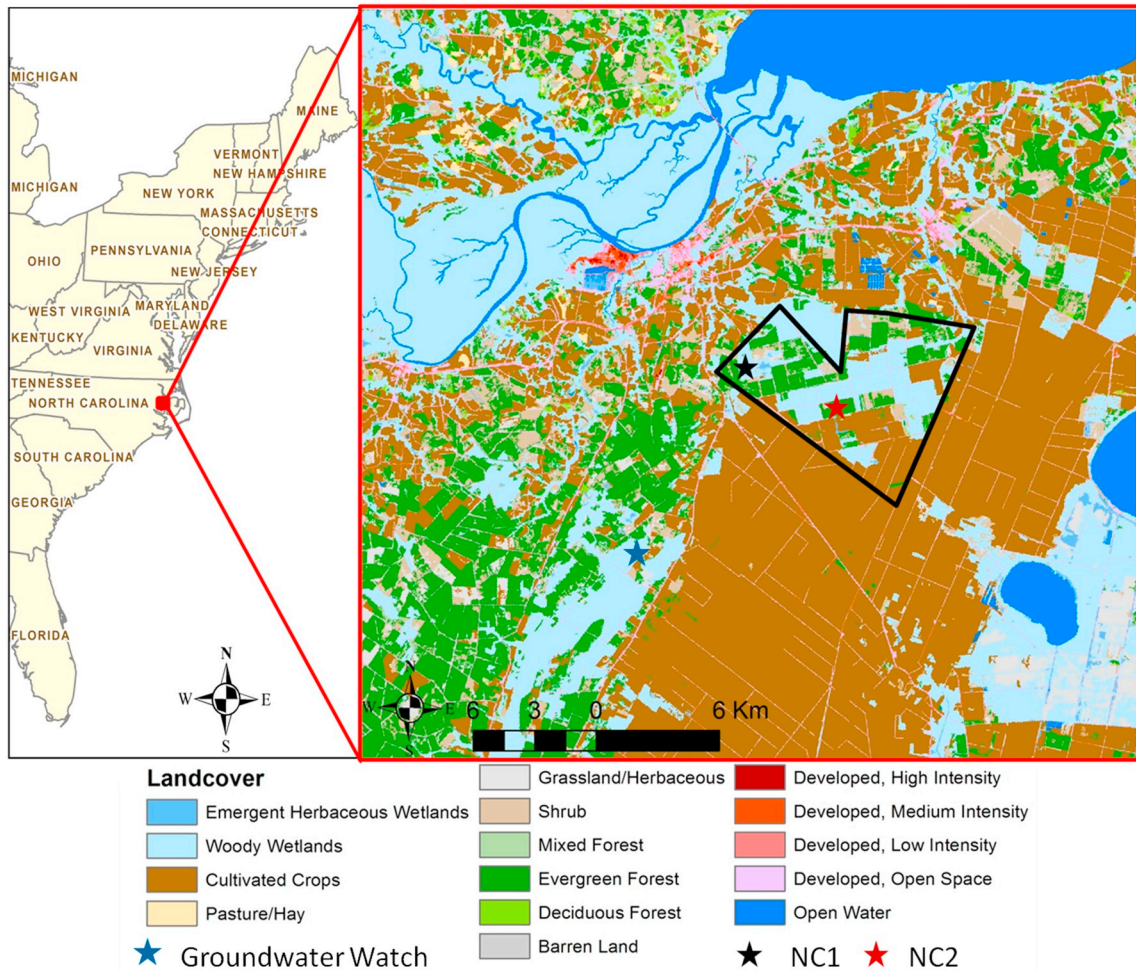 MICHIGAN
MAINE
VERMONT
NEW HAMPSHIRE
MICHIGAN
NEW YORK
MASSACHUSETTS
CONNECTICUT
PENNSYLVANIA
OHIO
NEW JERSEY
MARYLAND
WEST VIRGINIA
DELAWARE
KENTUCKY
VIRGINIA
TENNESSEE
NORTH CAROLINA
SOUTH CAROLINA
GEORGIA
FLORIDA
N
W E
S
N
W E
S
6 3 0 6 Km
Landcover
Emergent Herbaceous Wetlands
Woody Wetlands
Cultivated Crops
Pasture/Hay
Groundwater Watch
Grassland/Herbaceous
Shrub
Mixed Forest
Evergreen Forest
Deciduous Forest
Barren Land
Developed, High Intensity
Developed, Medium Intensity
Developed, Low Intensity
Developed, Open Space
Open Water
NC1 NC2